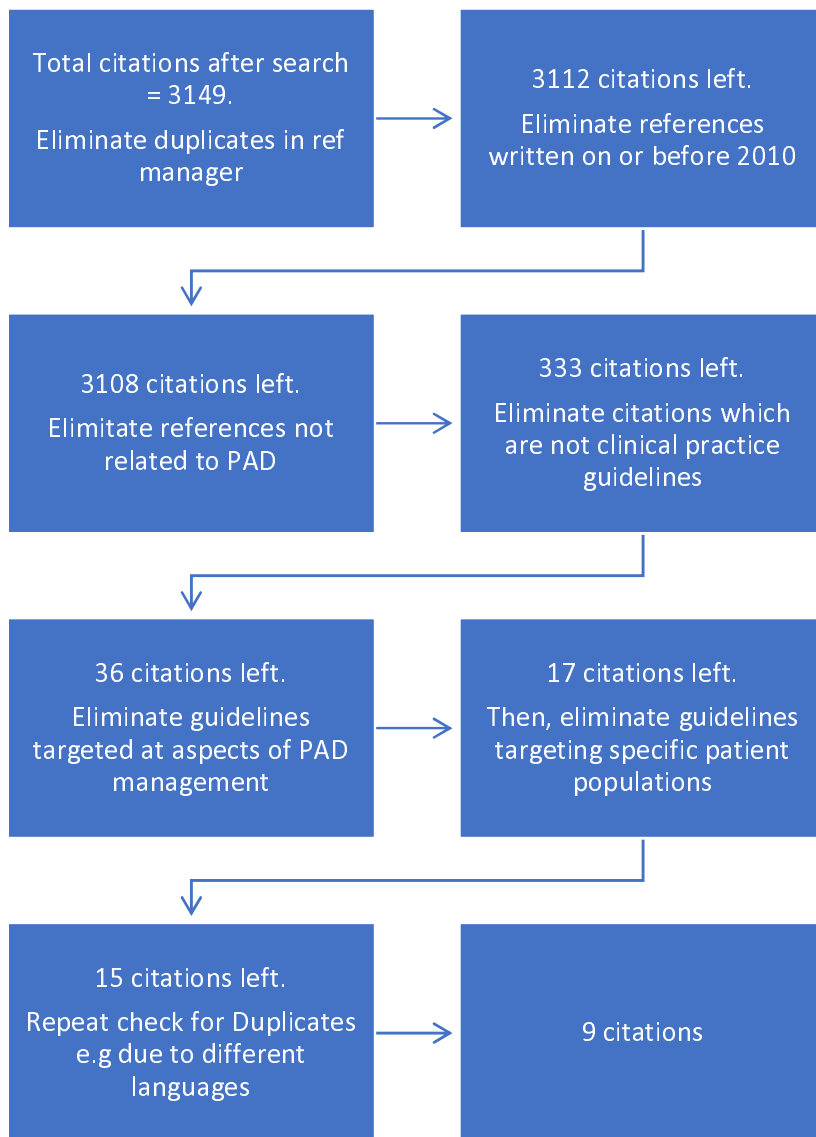 Total citations after search
= 3149.
Eliminate duplicates in ref
manager
3112 citations left.
Eliminate references
written on or before 2010
3108 citations left.
Elimitate references not
related to PAD
333 citations left.
Eliminate citations which
are not clinical practice
guidelines
36 citations left.
Eliminate guidelines
targeted at aspects of PAD
management
17 citations left.
Then, eliminate guidelines
targeting specific patient
populations
15 citations left.
Repeat check for Duplicates
e.g due to different
languages
9 citations